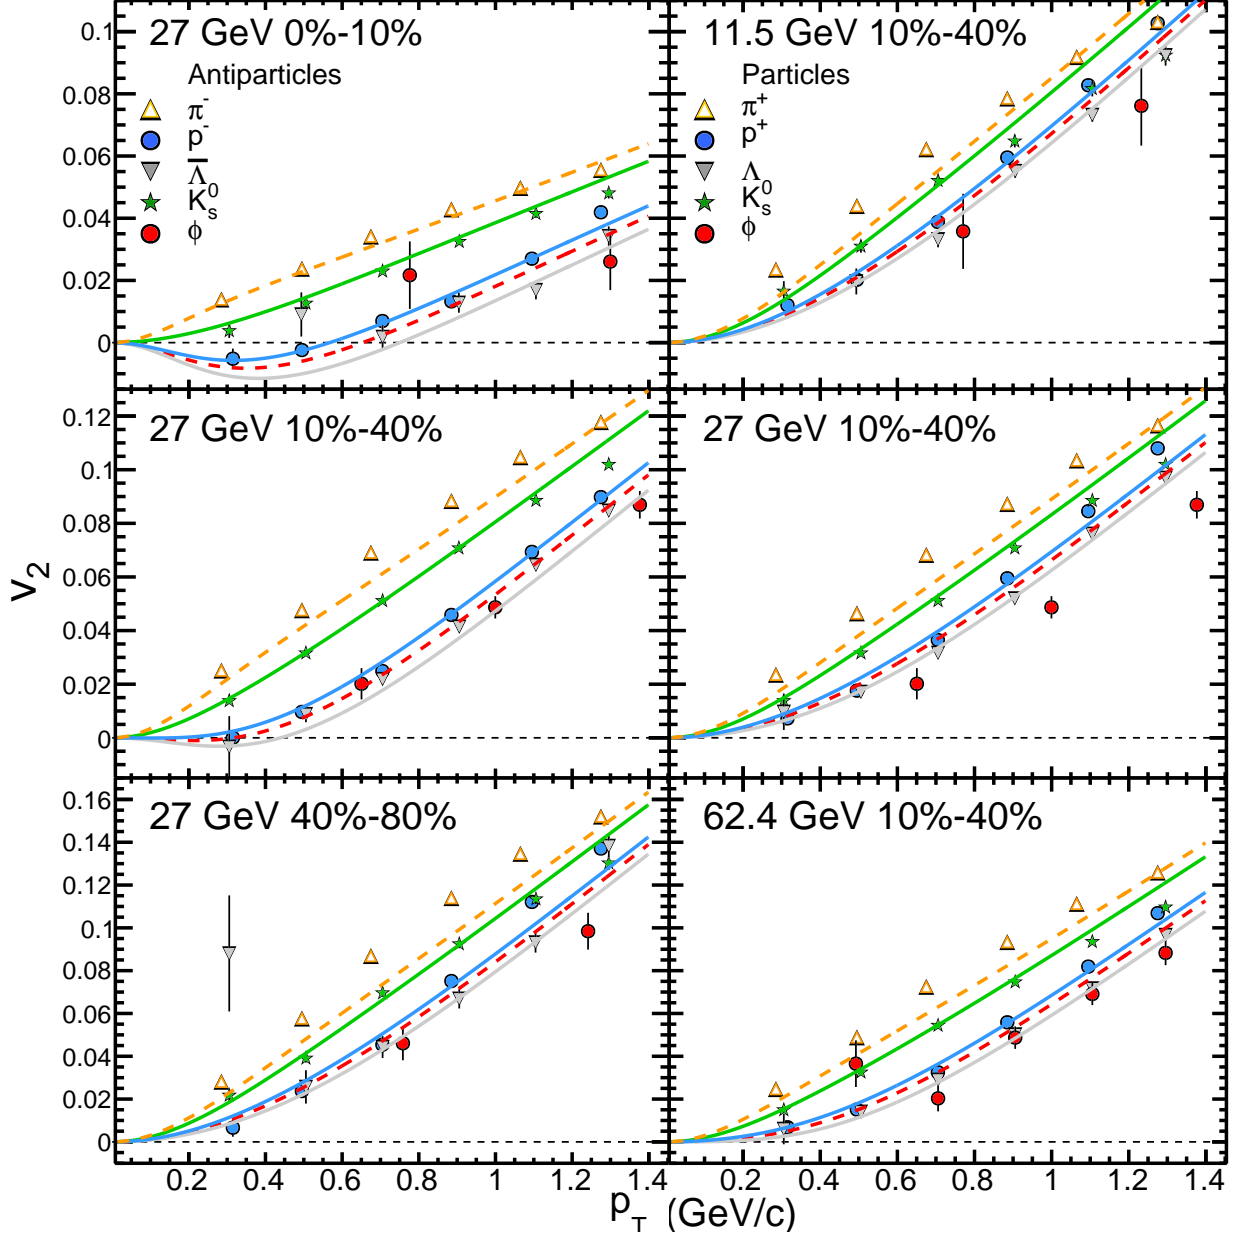 27 GeV 0%-10%
Antiparticles
π-
p-
Λ̅
K⁰s
ϕ
0.1
0.08
0.06
0.04
0.02
0
11.5 GeV 10%-40%
Particles
π+
p+
Λ
K⁰s
ϕ
27 GeV 10%-40%
0.12
0.1
0.08
0.06
0.04
0.02
0
v2
27 GeV 10%-40%
27 GeV 40%-80%
0.16
0.14
0.12
0.1
0.08
0.06
0.04
0.02
0
62.4 GeV 10%-40%
0.2 0.4 0.6 0.8 1 1.2 1.4
0.2 0.4 0.6 0.8 1 1.2 1.4
pT (GeV/c)